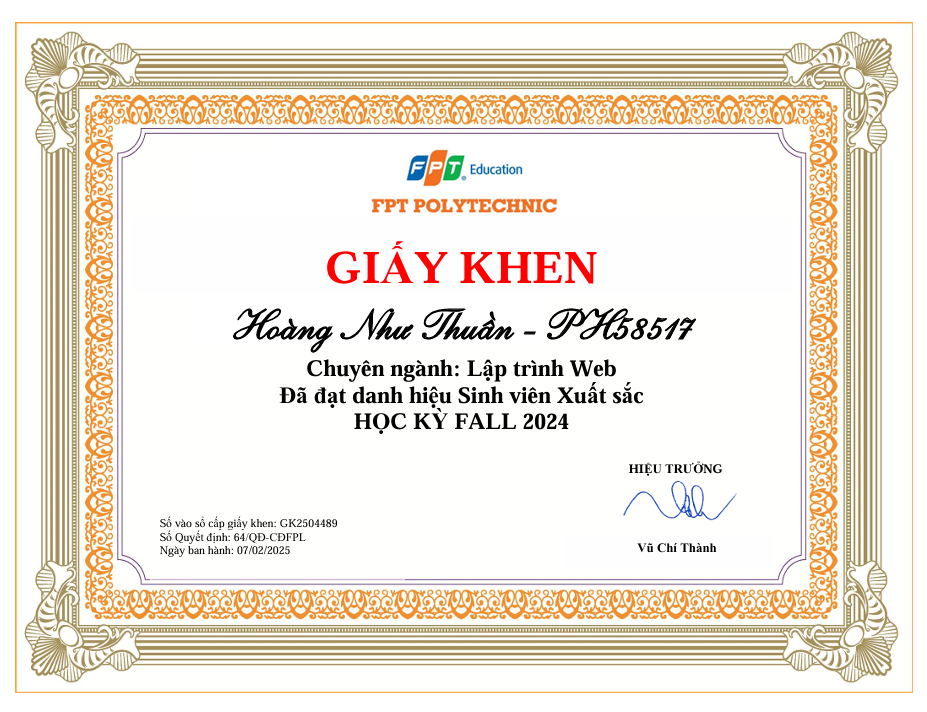 FPT Education
FPT POLYTECHNIC
GIẤY KHEN
Hoàng Như Thuần - PH58517
Chuyên ngành: Lập trình Web
Đã đạt danh hiệu Sinh viên Xuất sắc
HỌC KỲ FALL 2024
HIỆU TRƯỞNG
Số vào sổ cấp giấy khen: GK2504489
Số Quyết định: 64/QĐ-CĐFPL
Ngày ban hành: 07/02/2025
Vũ Chí Thành